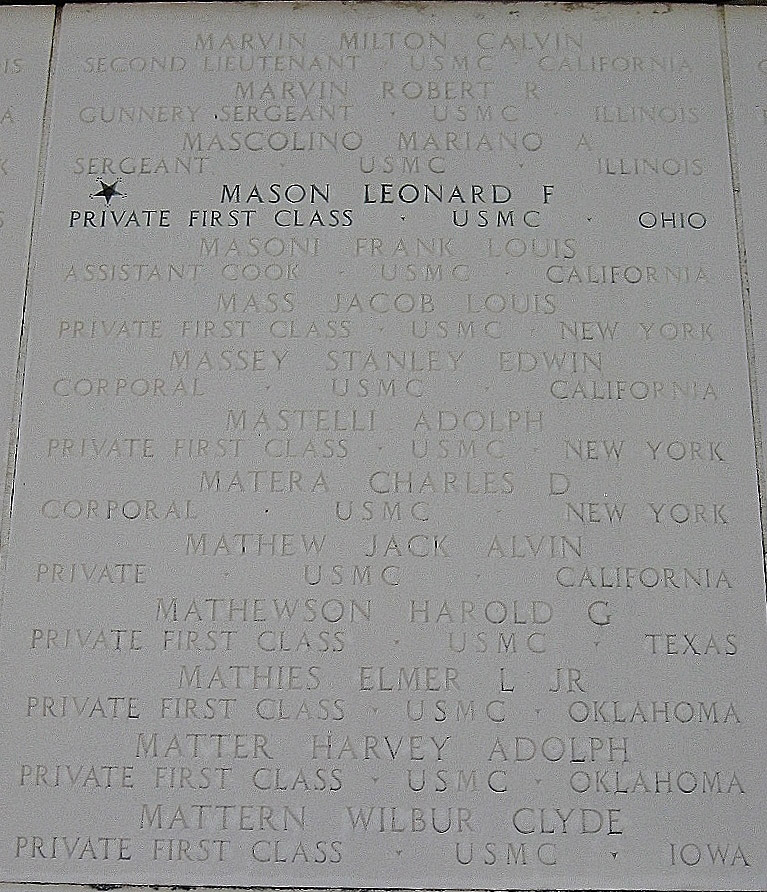 MARVIN MILTON CALVIN
SECOND LIEUTENANT · USMC · CALIFORNIA
MARVIN ROBERT R
GUNNERY SERGEANT · USMC · ILLINOIS
MASCOLINO MARIANO A
SERGEANT · USMC · ILLINOIS
MASON LEONARD F
PRIVATE FIRST CLASS · USMC · OHIO
MASONI FRANK LOUIS
ASSISTANT COOK · USMC · CALIFORNIA
MASS JACOB LOUIS
PRIVATE FIRST CLASS · USMC · NEW YORK
MASSEY STANLEY EDWIN
CORPORAL · USMC · CALIFORNIA
MASTELLI ADOLPH
PRIVATE FIRST CLASS · USMC · NEW YORK
MATERA CHARLES D
CORPORAL · USMC · NEW YORK
MATHEW JACK ALVIN
PRIVATE · USMC · CALIFORNIA
MATHEWSON HAROLD G
PRIVATE FIRST CLASS · USMC · TEXAS
MATHIES ELMER L JR
PRIVATE FIRST CLASS · USMC · OKLAHOMA
MATTER HARVEY ADOLPH
PRIVATE FIRST CLASS · USMC · OKLAHOMA
MATTERN WILBUR CLYDE
PRIVATE FIRST CLASS · USMC · IOWA